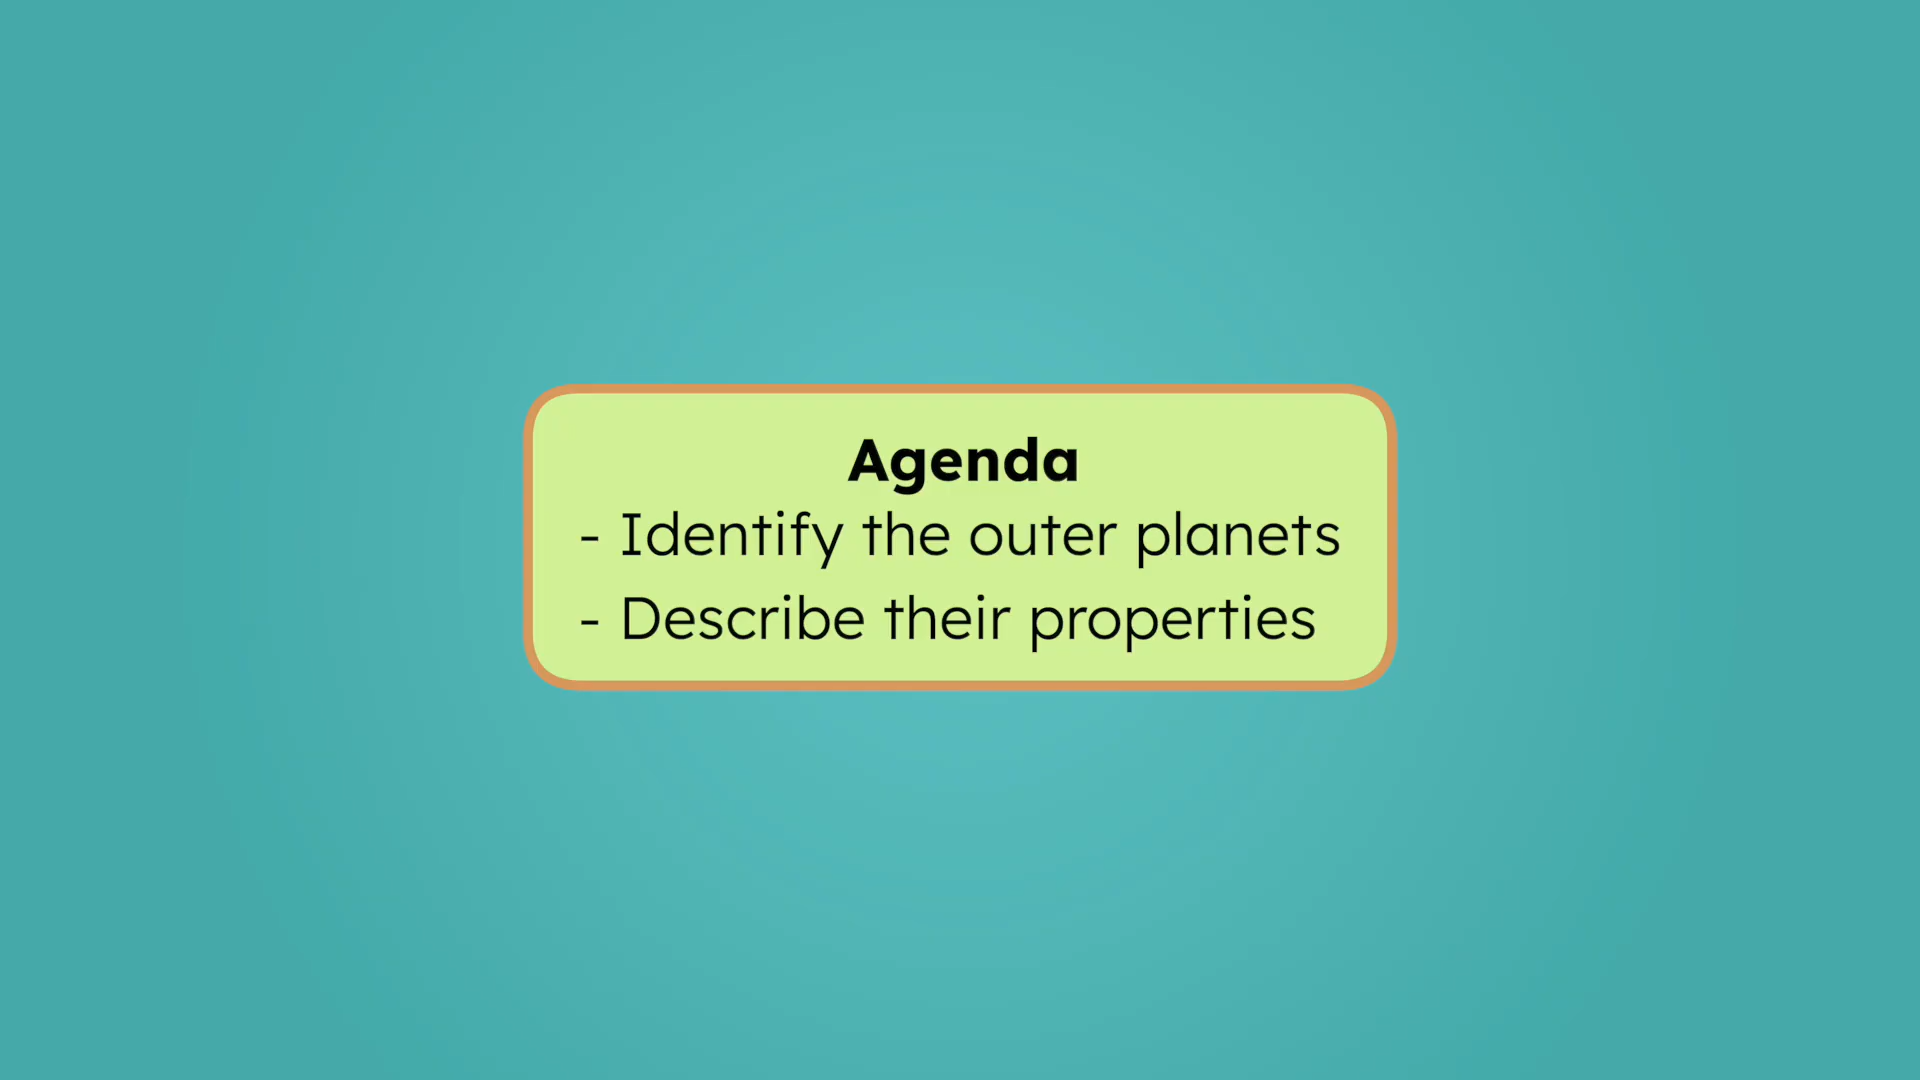 Agenda
- Identify the outer planets
- Describe their properties